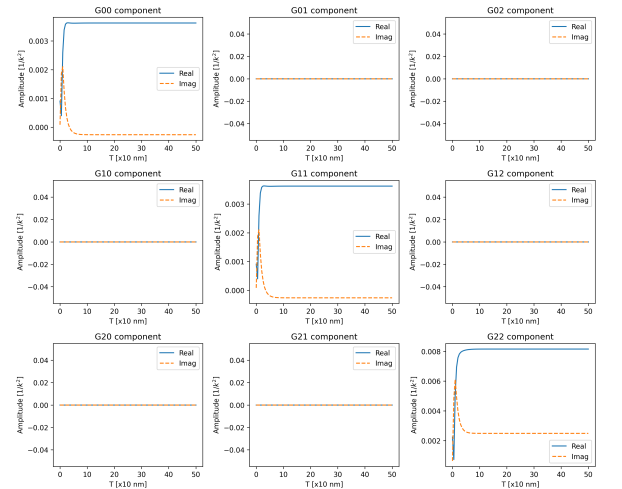 G00 component
G01 component
G02 component
Amplitude [1/k²]
0.003
0.002
0.001
0.000
Real
Imag
0 10 20 30 40 50
T [x10 nm]
Amplitude [1/k²]
0.04
0.02
0.00
−0.02
−0.04
Real
Imag
0 10 20 30 40 50
T [x10 nm]
Amplitude [1/k²]
0.04
0.02
0.00
−0.02
−0.04
Real
Imag
0 10 20 30 40 50
T [x10 nm]
G10 component
G11 component
G12 component
Amplitude [1/k²]
0.04
0.02
0.00
−0.02
−0.04
Real
Imag
0 10 20 30 40 50
T [x10 nm]
Amplitude [1/k²]
0.003
0.002
0.001
0.000
Real
Imag
0 10 20 30 40 50
T [x10 nm]
Amplitude [1/k²]
0.04
0.02
0.00
−0.02
−0.04
Real
Imag
0 10 20 30 40 50
T [x10 nm]
G20 component
G21 component
G22 component
Amplitude [1/k²]
0.04
0.02
0.00
−0.02
−0.04
Real
Imag
0 10 20 30 40 50
T [x10 nm]
Amplitude [1/k²]
0.04
0.02
0.00
−0.02
−0.04
Real
Imag
0 10 20 30 40 50
T [x10 nm]
Amplitude [1/k²]
0.008
0.006
0.004
0.002
Real
Imag
0 10 20 30 40 50
T [x10 nm]